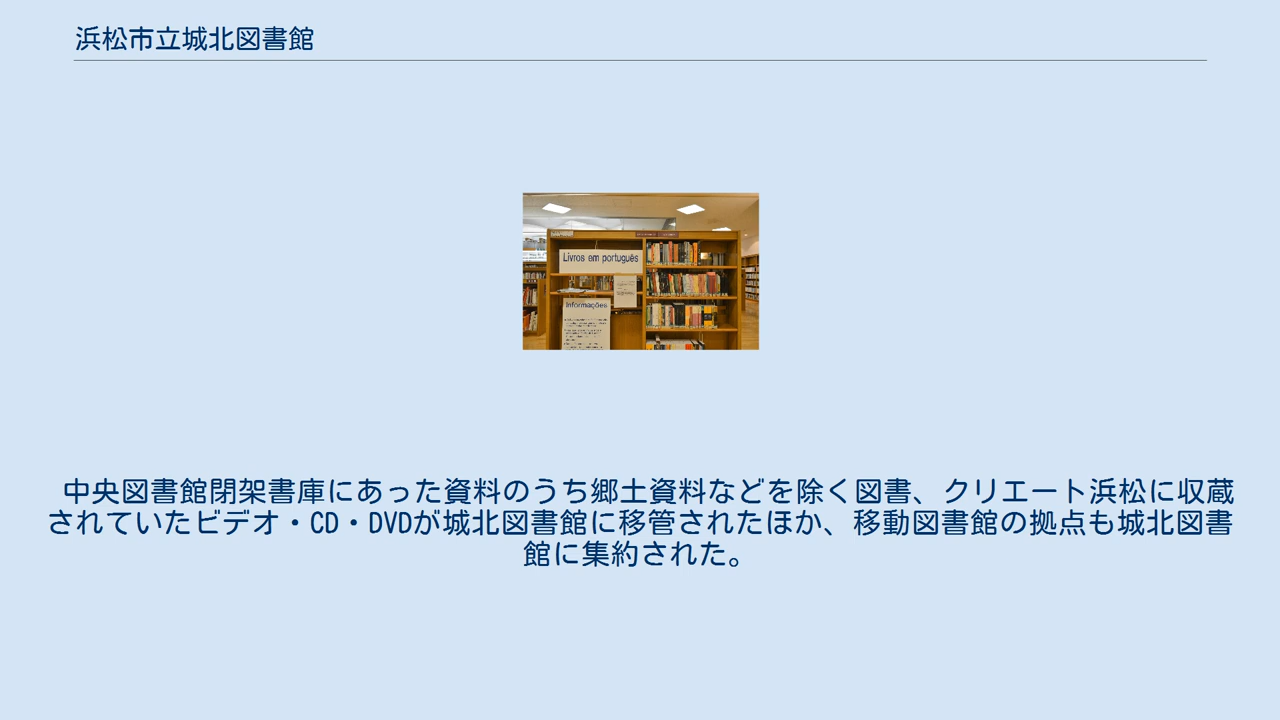 浜松市立城北図書館
Livros em português
Informações
中央図書館閉架書庫にあった資料のうち郷土資料などを除く図書、クリエート浜松に収蔵
されていたビデオ・CD・DVDが城北図書館に移管されたほか、移動図書館の拠点も城北図書
館に集約された。